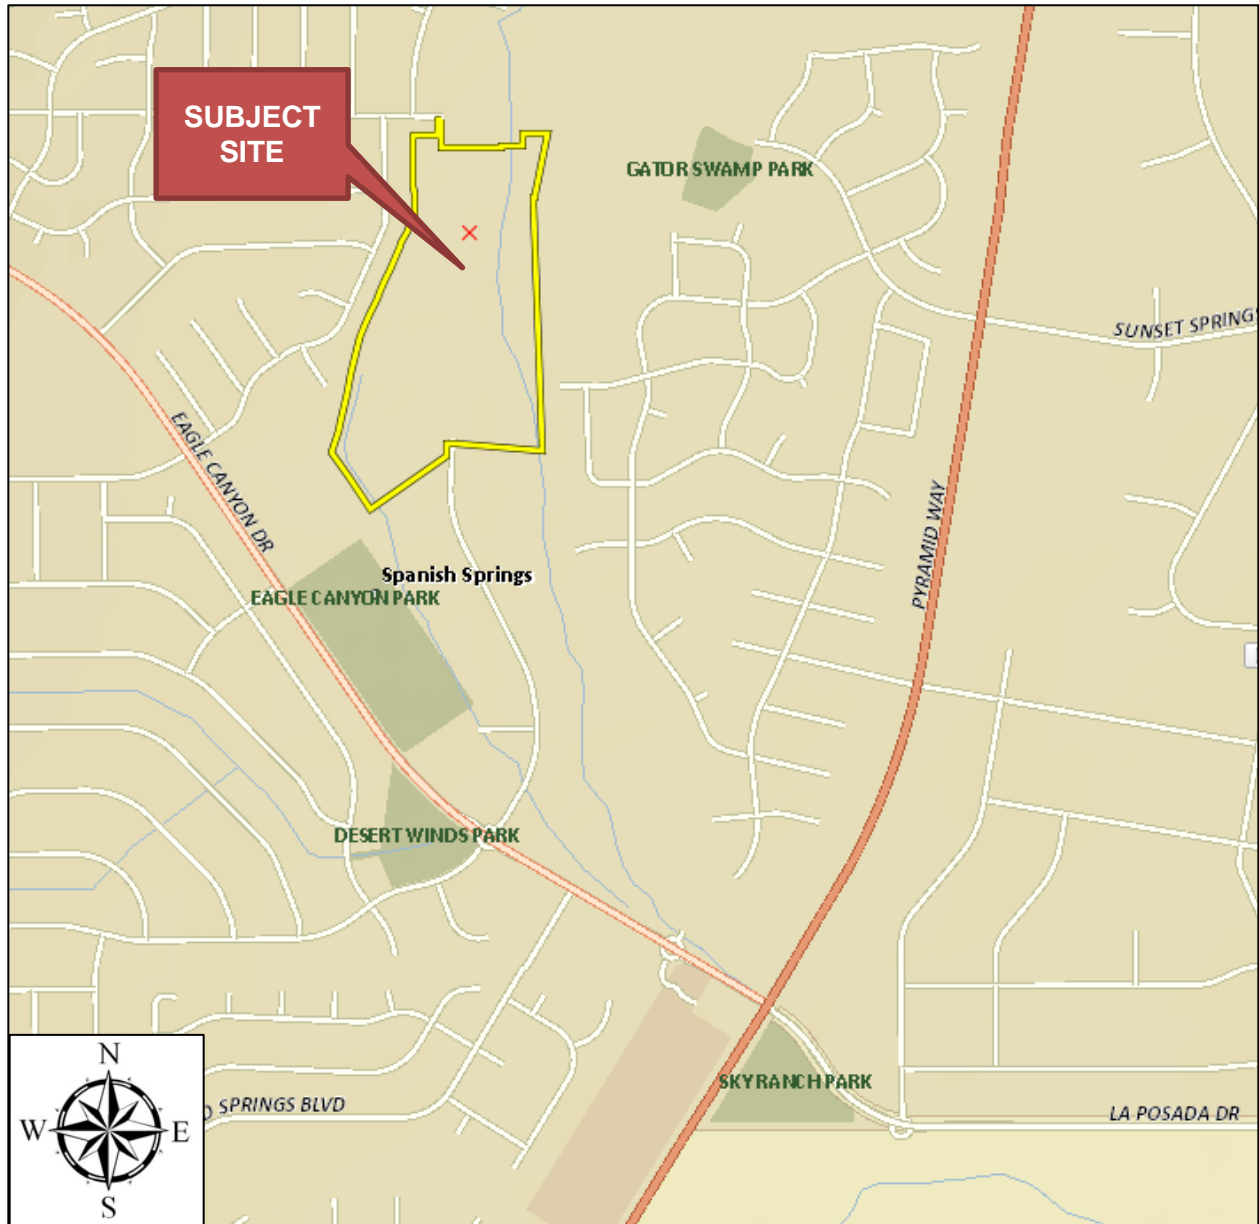 SUBJECT
SITE
GATOR SWAMP PARK
SUNSET SPRINGS
EAGLE CANYON DR
PYRAMID WAY
Spanish Springs
EAGLE CANYON PARK
DESERT WINDS PARK
SKY RANCH PARK
SPRINGS BLVD
LA POSADA DR
N
W
E
S